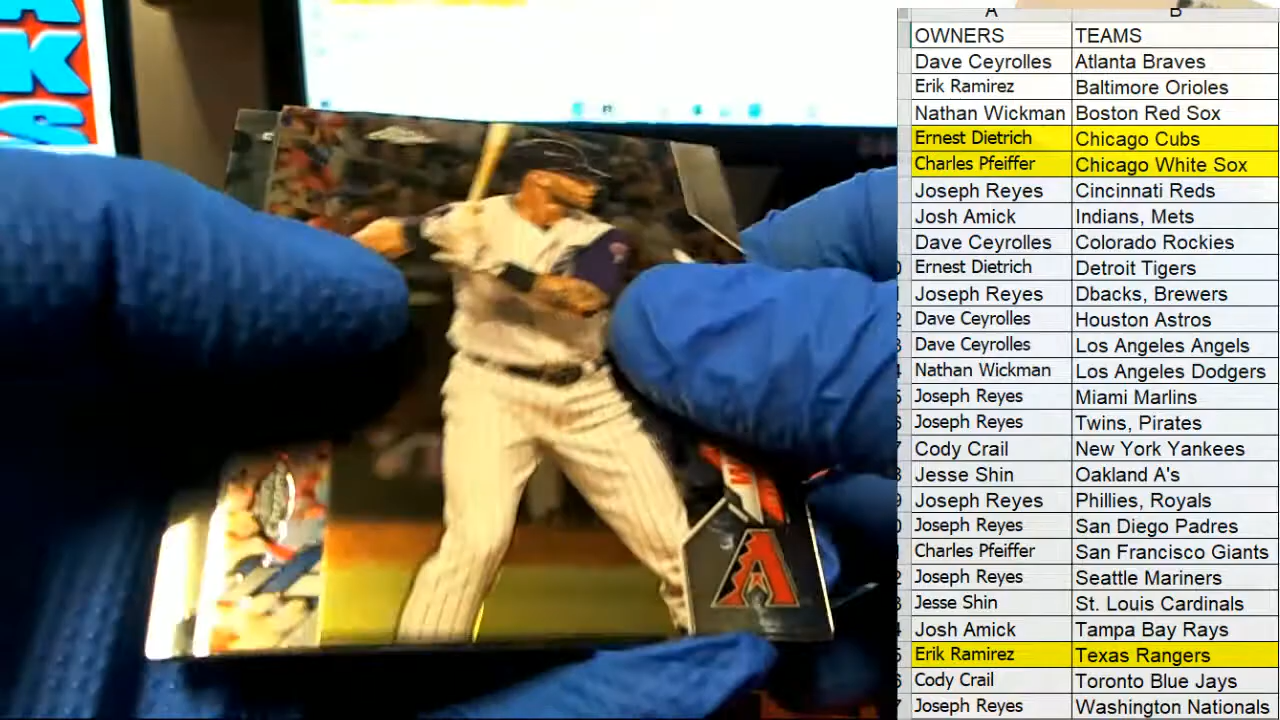 KS
A B
OWNERS TEAMS
Dave Ceyrolles Atlanta Braves
Erik Ramirez Baltimore Orioles
Nathan Wickman Boston Red Sox
Ernest Dietrich Chicago Cubs
Charles Pfeiffer Chicago White Sox
Joseph Reyes Cincinnati Reds
Josh Amick Indians, Mets
Dave Ceyrolles Colorado Rockies
Ernest Dietrich Detroit Tigers
Joseph Reyes Dbacks, Brewers
Dave Ceyrolles Houston Astros
Dave Ceyrolles Los Angeles Angels
Nathan Wickman Los Angeles Dodgers
Joseph Reyes Miami Marlins
Joseph Reyes Twins, Pirates
Cody Crail New York Yankees
Jesse Shin Oakland A's
Joseph Reyes Phillies, Royals
Joseph Reyes San Diego Padres
Charles Pfeiffer San Francisco Giants
Joseph Reyes Seattle Mariners
Jesse Shin St. Louis Cardinals
Josh Amick Tampa Bay Rays
Erik Ramirez Texas Rangers
Cody Crail Toronto Blue Jays
Joseph Reyes Washington Nationals